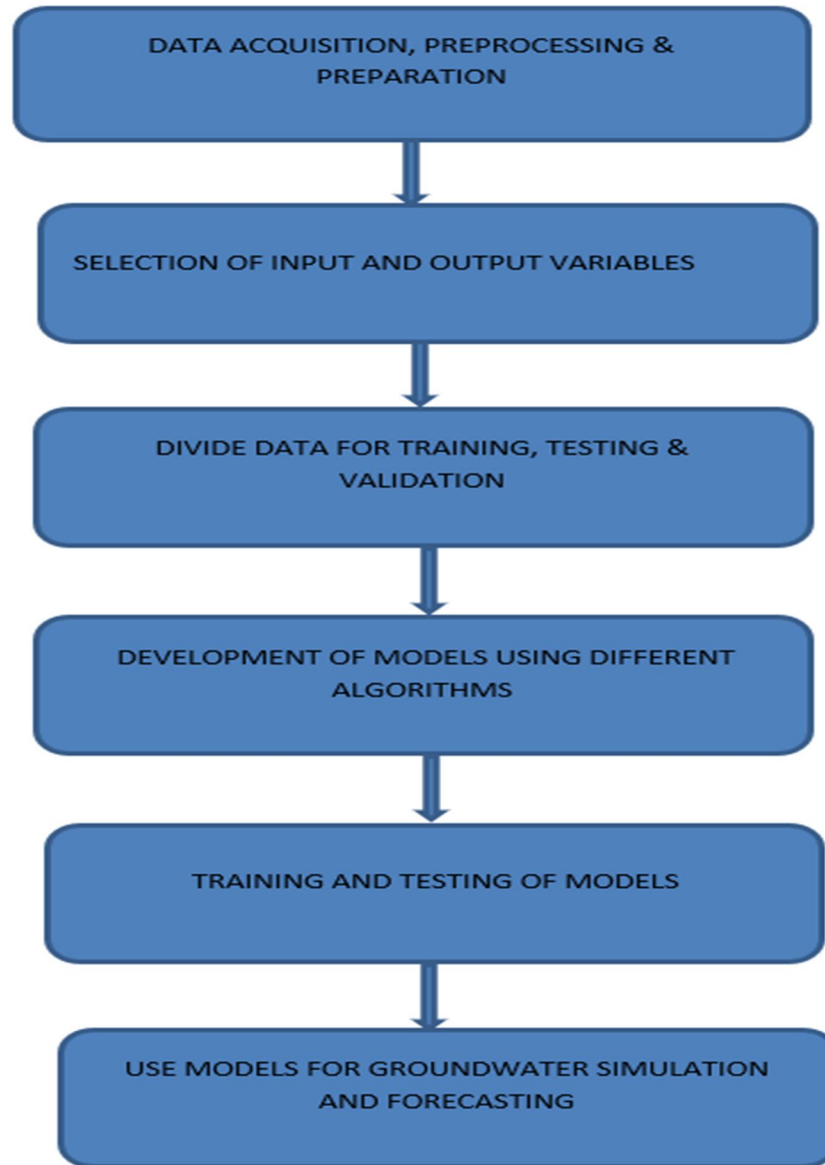 DATA ACQUISITION, PREPROCESSING &
PREPARATION
SELECTION OF INPUT AND OUTPUT VARIABLES
DIVIDE DATA FOR TRAINING, TESTING &
VALIDATION
DEVELOPMENT OF MODELS USING DIFFERENT
ALGORITHMS
TRAINING AND TESTING OF MODELS
USE MODELS FOR GROUNDWATER SIMULATION
AND FORECASTING